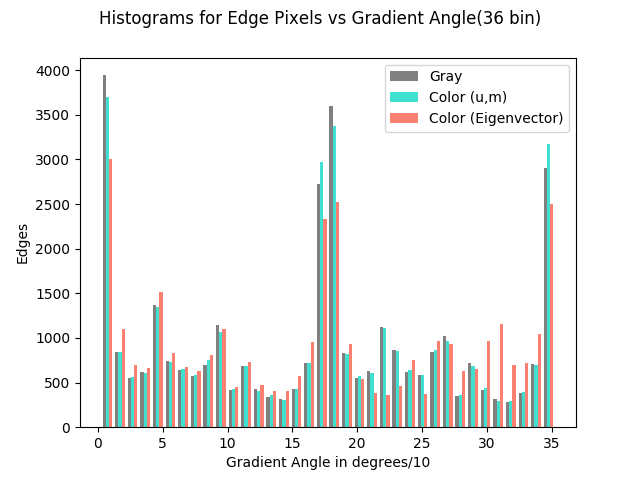 Histograms for Edge Pixels vs Gradient Angle(36 bin)
Gray
Color (u,m)
Color (Eigenvector)
4000
3500
3000
2500
2000
1500
1000
500
0
Edges
0 5 10 15 20 25 30 35
Gradient Angle in degrees/10